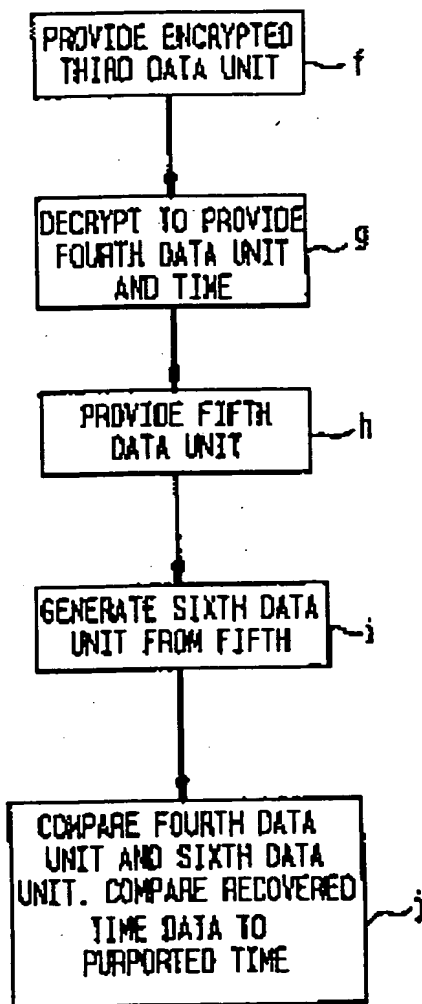 PROVIDE ENCRYPTED
THIRD DATA UNIT
f
DECRYPT TO PROVIDE
FOURTH DATA UNIT
AND TIME
g
PROVIDE FIFTH
DATA UNIT
h
GENERATE SIXTH DATA
UNIT FROM FIFTH
i
COMPARE FOURTH DATA
UNIT AND SIXTH DATA
UNIT. COMPARE RECOVERED
TIME DATA TO
PURPORTED TIME
j